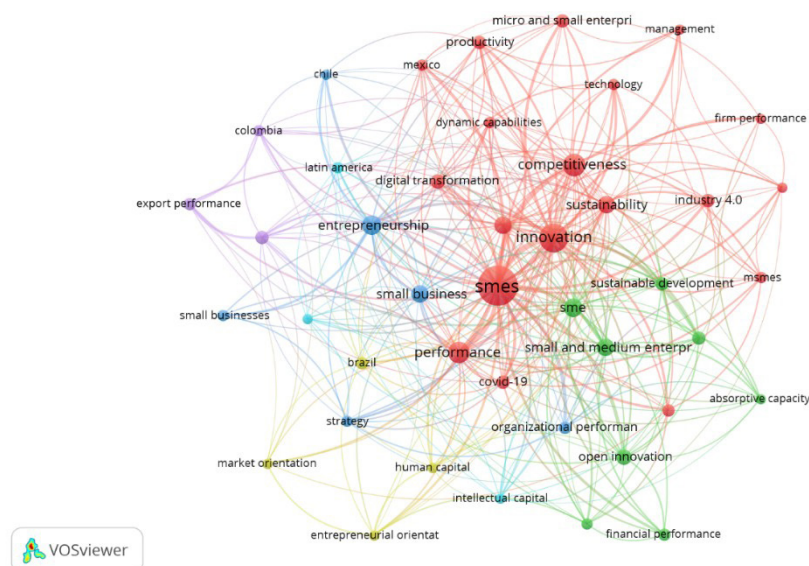 micro and small enterpri
management
productivity
mexico
chile
technology
dynamic capabilities
firm performance
colombia
competitiveness
latin america
digital transformation
export performance
sustainability
industry 4.0
entrepreneurship
innovation
msmes
sustainable development
smes
small business
sme
small businesses
small and medium enterpr
performance
brazil
covid-19
absorptive capacity
strategy
organizational performan
open innovation
market orientation
human capital
intellectual capital
entrepreneurial orientat
financial performance
VOSviewer